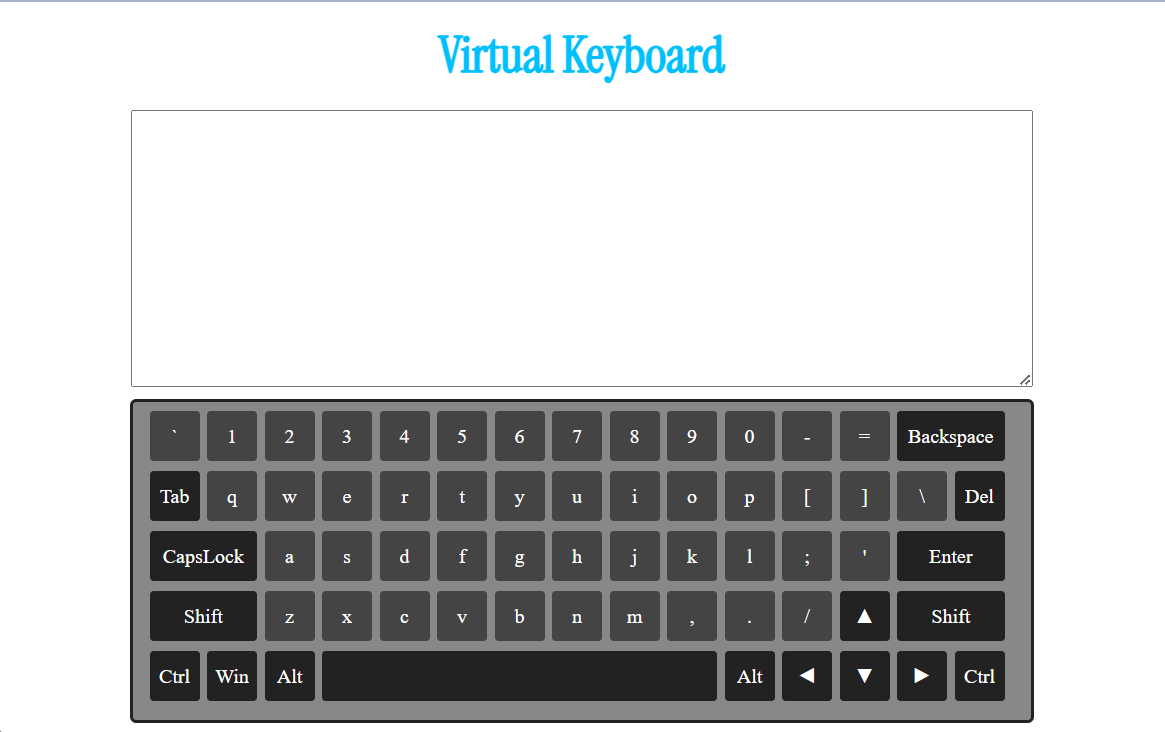 Virtual Keyboard
` 1 2 3 4 5 6 7 8 9 0 - = Backspace
Tab q w e r t y u i o p [ ] \ Del
CapsLock a s d f g h j k l ; ' Enter
Shift z x c v b n m , . / ▲ Shift
Ctrl Win Alt Alt ◀ ▼ ▶ Ctrl